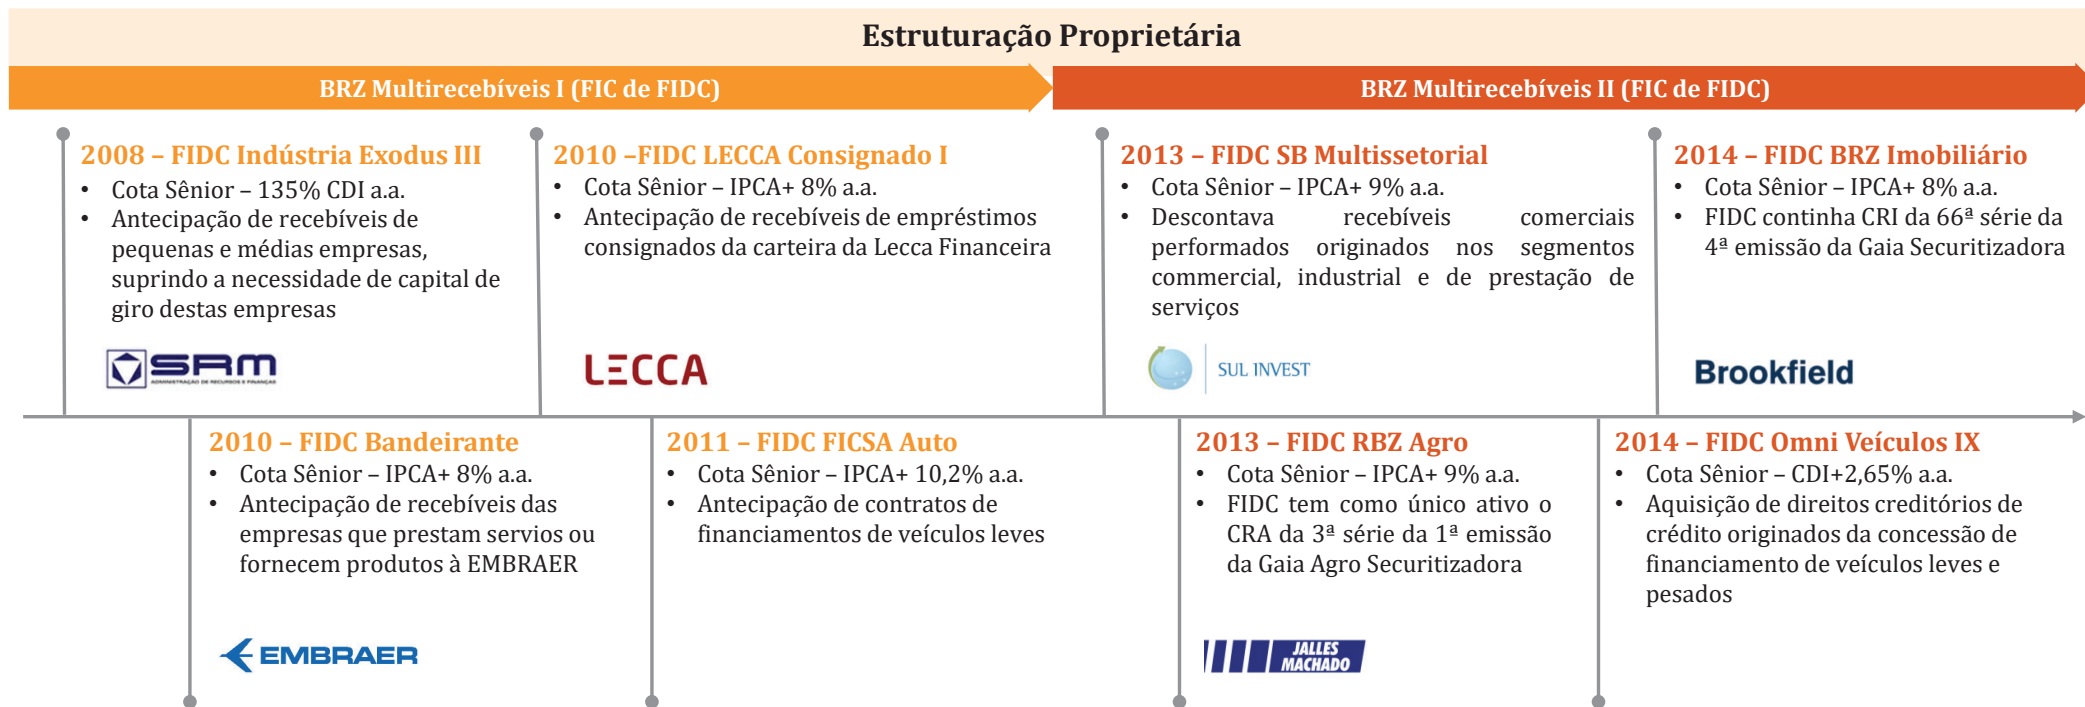 Estruturação Proprietária
BRZ Multirecebíveis I (FIC de FIDC)
BRZ Multirecebíveis II (FIC de FIDC)
2008 – FIDC Indústria Exodus III
• Cota Sênior – 135% CDI a.a.
• Antecipação de recebíveis de
pequenas e médias empresas,
suprindo a necessidade de capital de
giro destas empresas
SRM
ADMINISTRAÇÃO DE RECURSOS E FINANÇAS
2010 –FIDC LECCA Consignado I
• Cota Sênior – IPCA+ 8% a.a.
• Antecipação de recebíveis de empréstimos
consignados da carteira da Lecca Financeira
LECCA
2013 – FIDC SB Multissetorial
• Cota Sênior – IPCA+ 9% a.a.
• Descontava recebíveis comerciais
performados originados nos segmentos
commercial, industrial e de prestação de
serviços
SUL INVEST
2014 – FIDC BRZ Imobiliário
• Cota Sênior – IPCA+ 8% a.a.
• FIDC continha CRI da 66ª série da
4ª emissão da Gaia Securitizadora
Brookfield
2010 – FIDC Bandeirante
• Cota Sênior – IPCA+ 8% a.a.
• Antecipação de recebíveis das
empresas que prestam servios ou
fornecem produtos à EMBRAER
EMBRAER
2011 – FIDC FICSA Auto
• Cota Sênior – IPCA+ 10,2% a.a.
• Antecipação de contratos de
financiamentos de veículos leves
2013 – FIDC RBZ Agro
• Cota Sênior – IPCA+ 9% a.a.
• FIDC tem como único ativo o
CRA da 3ª série da 1ª emissão
da Gaia Agro Securitizadora
JALLES
MACHADO
2014 – FIDC Omni Veículos IX
• Cota Sênior – CDI+2,65% a.a.
• Aquisição de direitos creditórios de
crédito originados da concessão de
financiamento de veículos leves e
pesados